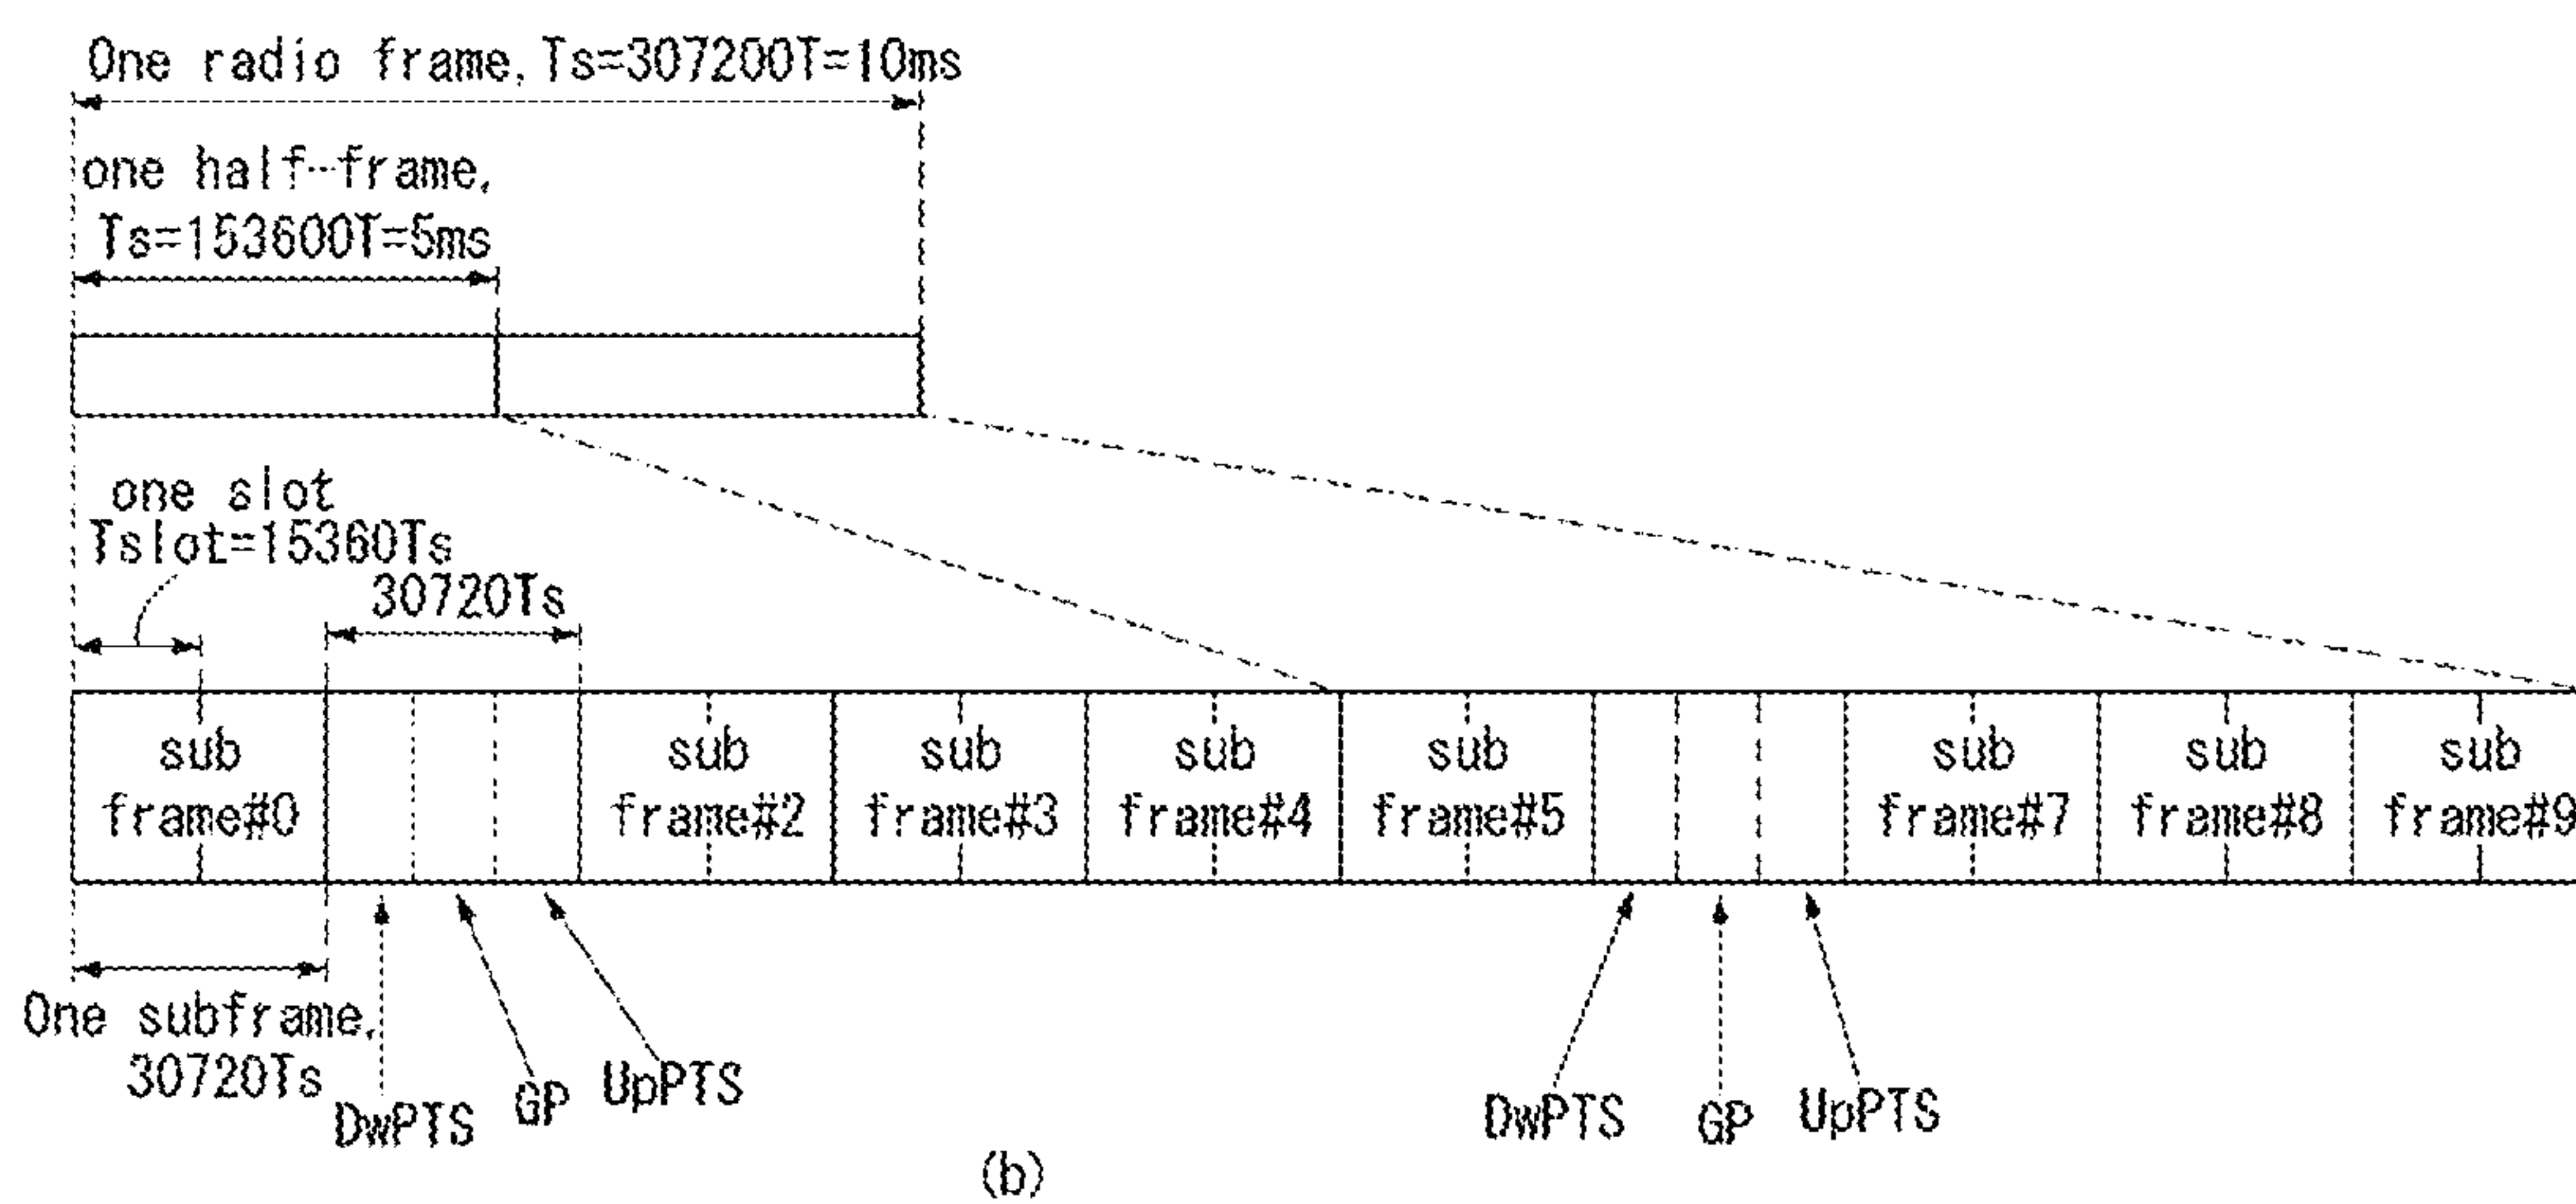 One radio frame, Ts=307200T=10ms
one half-frame,
Ts=153600T=5ms
one slot
Tslot=15360Ts
30720Ts
sub
frame#0
sub
frame#2
sub
frame#3
sub
frame#4
sub
frame#5
sub
frame#7
sub
frame#8
sub
frame#9
One subframe,
30720Ts
DwPTS
GP
UpPTS
DwPTS
GP
UpPTS
(b)